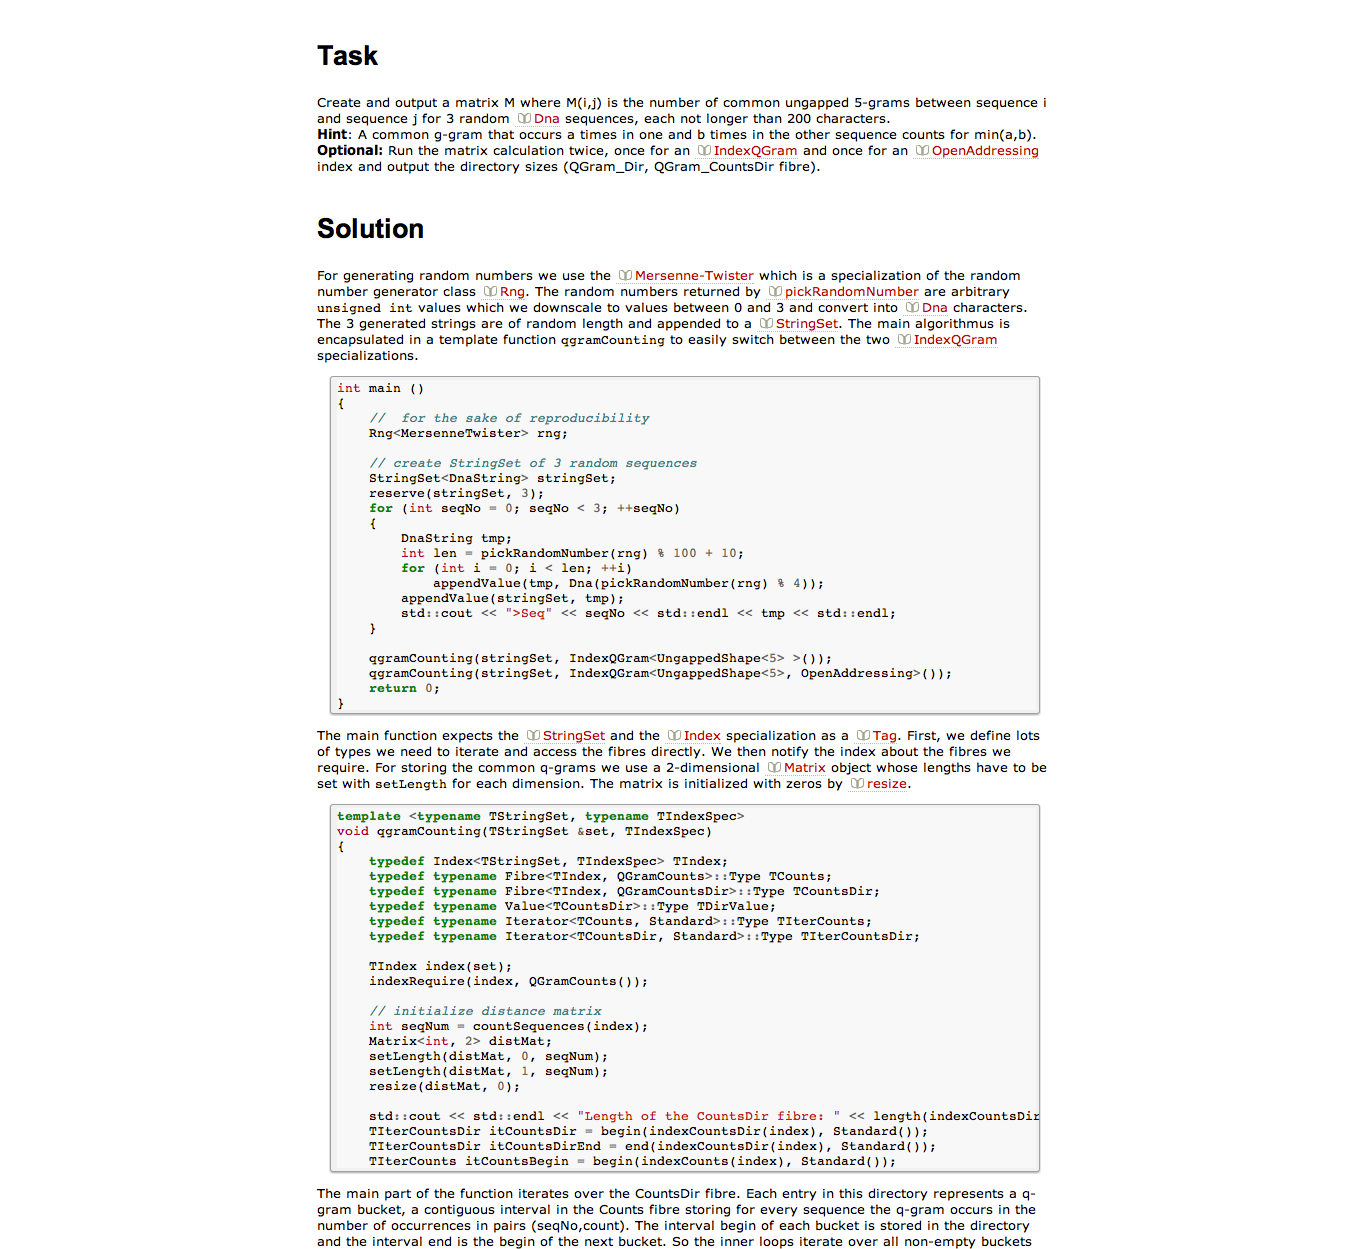 Task
Create and output a matrix M where M(i,j) is the number of common ungapped 5-grams between sequence i
and sequence j for 3 random Dna sequences, each not longer than 200 characters.
Hint: A common g-gram that occurs a times in one and b times in the other sequence counts for min(a,b).
Optional: Run the matrix calculation twice, once for an IndexQGram and once for an OpenAddressing
index and output the directory sizes (QGram_Dir, QGram_CountsDir fibre).
Solution
For generating random numbers we use the Mersenne-Twister which is a specialization of the random
number generator class Rng. The random numbers returned by pickRandomNumber are arbitrary
unsigned int values which we downscale to values between 0 and 3 and convert into Dna characters.
The 3 generated strings are of random length and appended to a StringSet. The main algorithmus is
encapsulated in a template function qgramCounting to easily switch between the two IndexQGram
specializations.
int main ()
{
    //  for the sake of reproducibility
    Rng<MersenneTwister> rng;

    // create StringSet of 3 random sequences
    StringSet<DnaString> stringSet;
    reserve(stringSet, 3);
    for (int seqNo = 0; seqNo < 3; ++seqNo)
    {
        DnaString tmp;
        int len = pickRandomNumber(rng) % 100 + 10;
        for (int i = 0; i < len; ++i)
            appendValue(tmp, Dna(pickRandomNumber(rng) % 4));
        appendValue(stringSet, tmp);
        std::cout << ">Seq" << seqNo << std::endl << tmp << std::endl;
    }

    qgramCounting(stringSet, IndexQGram<UngappedShape<5> >());
    qgramCounting(stringSet, IndexQGram<UngappedShape<5>, OpenAddressing>());
    return 0;
}
The main function expects the StringSet and the Index specialization as a Tag. First, we define lots
of types we need to iterate and access the fibres directly. We then notify the index about the fibres we
require. For storing the common q-grams we use a 2-dimensional Matrix object whose lengths have to be
set with setLength for each dimension. The matrix is initialized with zeros by resize.
template <typename TStringSet, typename TIndexSpec>
void qgramCounting(TStringSet &set, TIndexSpec)
{
    typedef Index<TStringSet, TIndexSpec> TIndex;
    typedef typename Fibre<TIndex, QGramCounts>::Type TCounts;
    typedef typename Fibre<TIndex, QGramCountsDir>::Type TCountsDir;
    typedef typename Value<TCountsDir>::Type TDirValue;
    typedef typename Iterator<TCounts, Standard>::Type TIterCounts;
    typedef typename Iterator<TCountsDir, Standard>::Type TIterCountsDir;

    TIndex index(set);
    indexRequire(index, QGramCounts());

    // initialize distance matrix
    int seqNum = countSequences(index);
    Matrix<int, 2> distMat;
    setLength(distMat, 0, seqNum);
    setLength(distMat, 1, seqNum);
    resize(distMat, 0);

    std::cout << std::endl << "Length of the CountsDir fibre: " << length(indexCountsDir
    TIterCountsDir itCountsDir = begin(indexCountsDir(index), Standard());
    TIterCountsDir itCountsDirEnd = end(indexCountsDir(index), Standard());
    TIterCounts itCountsBegin = begin(indexCounts(index), Standard());
The main part of the function iterates over the CountsDir fibre. Each entry in this directory represents a q-
gram bucket, a contiguous interval in the Counts fibre storing for every sequence the q-gram occurs in the
number of occurrences in pairs (seqNo,count). The interval begin of each bucket is stored in the directory
and the interval end is the begin of the next bucket. So the inner loops iterate over all non-empty buckets